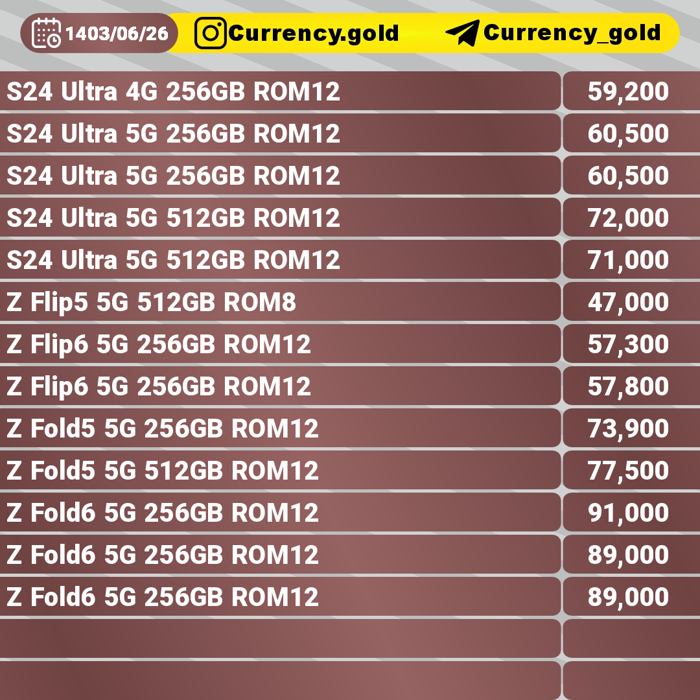 1403/06/26 Currency.gold Currency_gold
S24 Ultra 4G 256GB ROM12 59,200
S24 Ultra 5G 256GB ROM12 60,500
S24 Ultra 5G 256GB ROM12 60,500
S24 Ultra 5G 512GB ROM12 72,000
S24 Ultra 5G 512GB ROM12 71,000
Z Flip5 5G 512GB ROM8 47,000
Z Flip6 5G 256GB ROM12 57,300
Z Flip6 5G 256GB ROM12 57,800
Z Fold5 5G 256GB ROM12 73,900
Z Fold5 5G 512GB ROM12 77,500
Z Fold6 5G 256GB ROM12 91,000
Z Fold6 5G 256GB ROM12 89,000
Z Fold6 5G 256GB ROM12 89,000